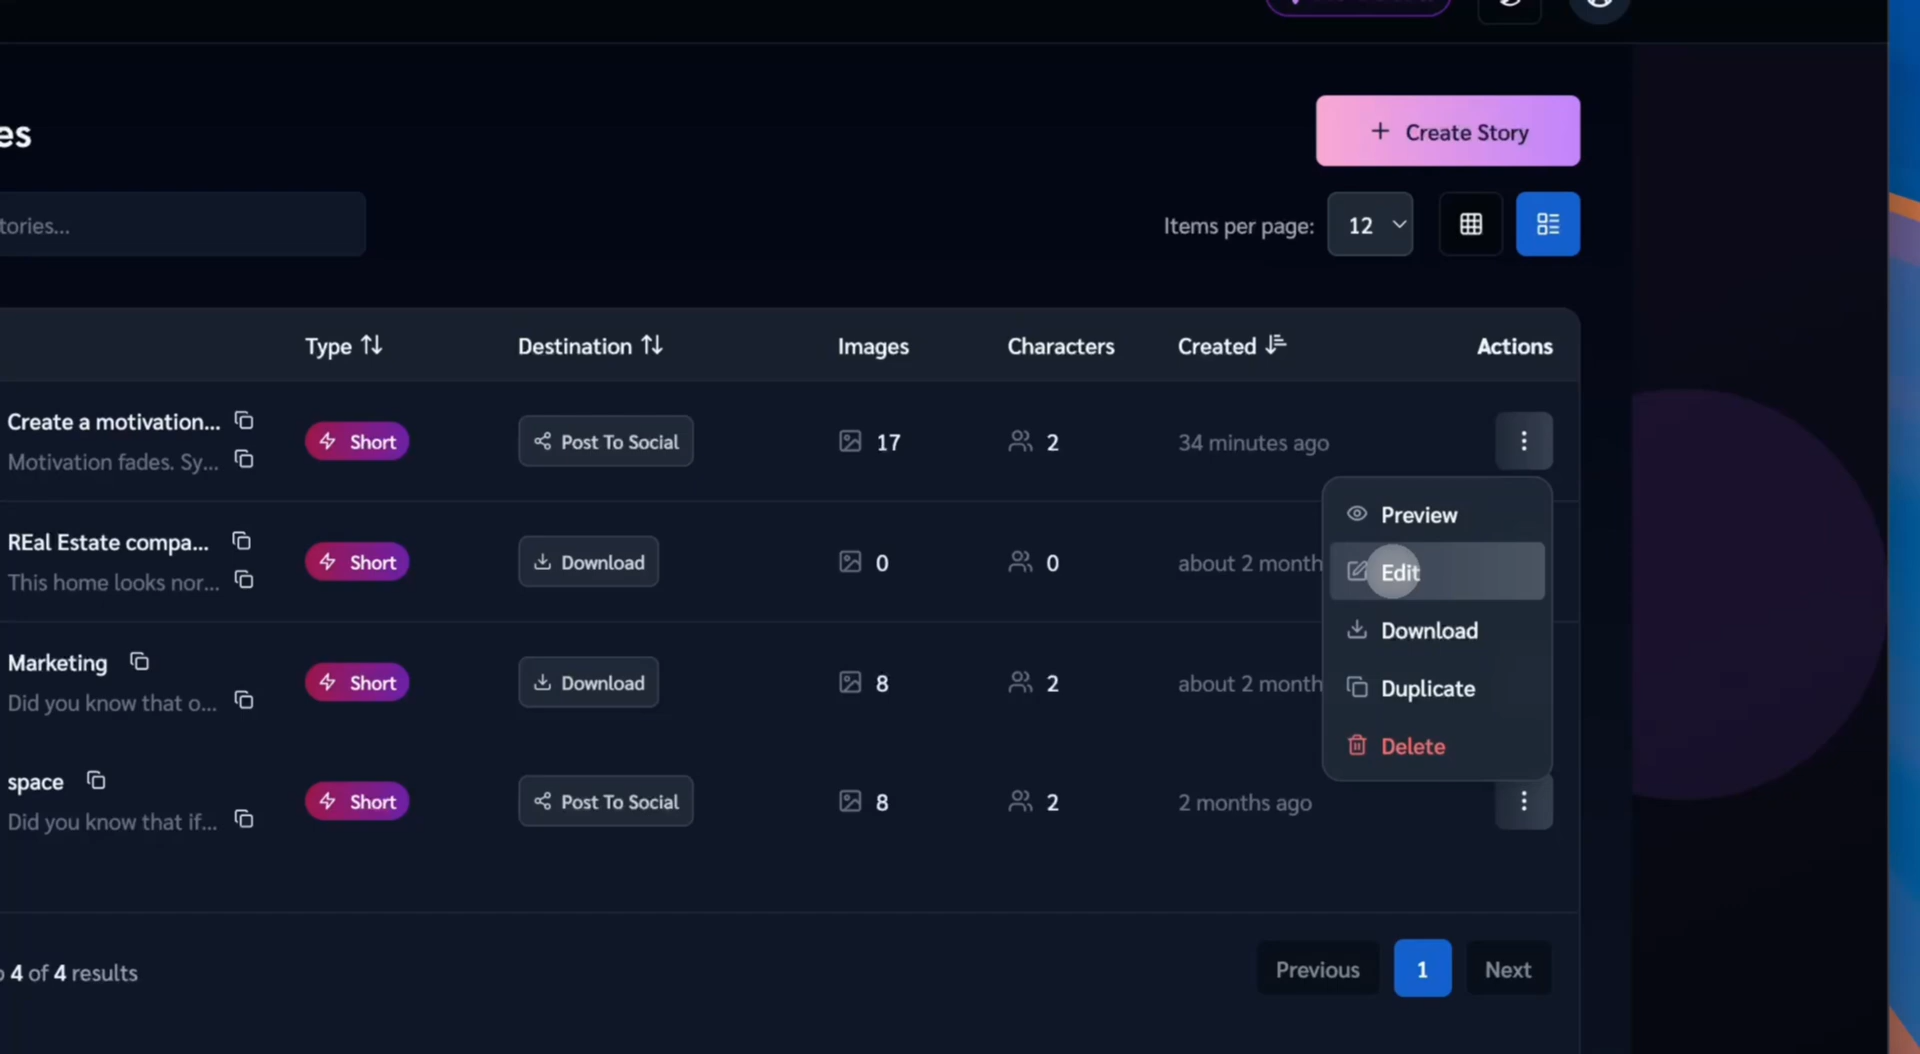 es
+ Create Story
tories...
Items per page: 12
Type Destination Images Characters Created Actions
Create a motivation...
Motivation fades. Sy...
Short Post To Social 17 2 34 minutes ago
Preview
Edit
Download
Duplicate
Delete
REal Estate compa...
This home looks nor...
Short Download 0 0 about 2 month
Marketing
Did you know that o...
Short Download 8 2 about 2 month
space
Did you know that if...
Short Post To Social 8 2 2 months ago
4 of 4 results
Previous 1 Next